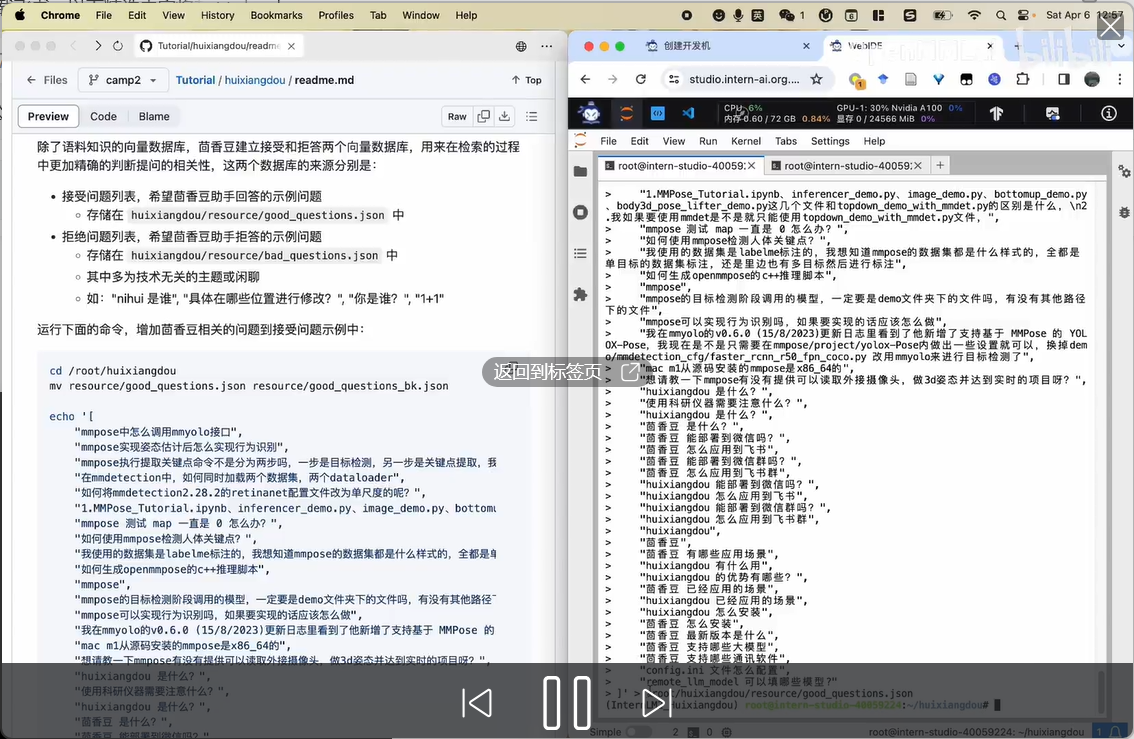 Chrome File Edit View History Bookmarks Profiles Tab Window Help
Sat Apr 6 12:57
Tutorial/huixiangdou/readme
Files
camp2
Tutorial / huixiangdou / readme.md
Top
Preview Code Blame
Raw
除了语料知识的向量数据库，茴香豆建立接受和拒答两个向量数据库，用来在检索的过程
中更加精确的判断提问的相关性，这两个数据库的来源分别是：
接受问题列表，希望茴香豆助手回答的示例问题
存储在 huixiangdou/resource/good_questions.json 中
拒绝问题列表，希望茴香豆助手拒答的示例问题
存储在 huixiangdou/resource/bad_questions.json 中
其中多为技术无关的主题或闲聊
如："nihui 是谁", "具体在哪些位置进行修改？", "你是谁？", "1+1"
运行下面的命令，增加茴香豆相关的问题到接受问题示例中：
cd /root/huixiangdou
mv resource/good_questions.json resource/good_questions_bk.json
echo '[
"mmpose中怎么调用mmyolo接口",
"mmpose实现姿态估计后怎么实现行为识别",
"mmpose执行提取关键点命令不是分为两步吗，一步是目标检测，另一步是关键点提取，我
"在mmdetection中，如何同时加载两个数据集，两个dataloader",
"如何将mmdetection2.28.2的retinanet配置文件改为单尺度的呢？",
"1.MMPose_Tutorial.ipynb、inferencer_demo.py、image_demo.py、bottomu
"mmpose 测试 map 一直是 0 怎么办？",
"如何使用mmpose检测人体关键点？",
"我使用的数据集是labelme标注的，我想知道mmpose的数据集都是什么样式的，全都是单
"如何生成openmmpose的c++推理脚本",
"mmpose",
"mmpose的目标检测阶段调用的模型，一定要是demo文件夹下的文件吗，有没有其他路径下
"mmpose可以实现行为识别吗，如果要实现的话应该怎么做",
"我在mmyolo的v0.6.0 (15/8/2023)更新日志里看到了他新增了支持基于 MMPose 的
"mac m1从源码安装的mmpose是x86_64的",
"想请教一下mmpose有没有提供可以读取外接摄像头，做3d姿态并达到实时的项目呀？",
"huixiangdou 是什么？",
"使用科研仪器需要注意什么？",
"huixiangdou 是什么？",
"茴香豆 是什么？",
"茴香豆 能部署到微信吗？",
创建开发机
WebIDE
bilibili
studio.intern-ai.org....
CPU 6%
内存 0.60 / 72 GB 0.84%
GPU-1: 30% Nvidia A100 0%
显存 0 / 24566 MiB 0%
File Edit View Run Kernel Tabs Settings Help
root@intern-studio-40059
root@intern-studio-40059
> "1.MMPose_Tutorial.ipynb、inferencer_demo.py、image_demo.py、bottomup_demo.py
、body3d_pose_lifter_demo.py这几个文件和topdown_demo_with_mmdet.py的区别是什么，\n2
.我如果要使用mmdet是不是就只能使用topdown_demo_with_mmdet.py文件，",
> "mmpose 测试 map 一直是 0 怎么办？",
> "如何使用mmpose检测人体关键点？",
> "我使用的数据集是labelme标注的，我想知道mmpose的数据集都是什么样式的，全都是
单目标的数据集标注，还是里边也有多目标然后进行标注",
> "如何生成openmmpose的c++推理脚本",
> "mmpose",
> "mmpose的目标检测阶段调用的模型，一定要是demo文件夹下的文件吗，有没有其他路径
下的文件",
> "mmpose可以实现行为识别吗，如果要实现的话应该怎么做",
> "我在mmyolo的v0.6.0 (15/8/2023)更新日志里看到了他新增了支持基于 MMPose 的 YOL
OX-Pose，我现在是不是只需要在mmpose/project/yolox-Pose内做出一些设置就可以，换掉dem
o/mmdetection_cfg/faster_rcnn_r50_fpn_coco.py 改用mmyolo来进行目标检测了",
> "mac m1从源码安装的mmpose是x86_64的",
> "想请教一下mmpose有没有提供可以读取外接摄像头，做3d姿态并达到实时的项目呀？",
> "huixiangdou 是什么？",
> "使用科研仪器需要注意什么？",
> "huixiangdou 是什么？",
> "茴香豆 是什么？",
> "茴香豆 能部署到微信吗？",
> "茴香豆 怎么应用到飞书",
> "茴香豆 能部署到微信群吗？",
> "茴香豆 怎么应用到飞书群",
> "huixiangdou 能部署到微信吗？",
> "huixiangdou 怎么应用到飞书",
> "huixiangdou 能部署到微信群吗？",
> "huixiangdou 怎么应用到飞书群",
> "huixiangdou",
> "茴香豆",
> "茴香豆 有哪些应用场景",
> "huixiangdou 有什么用",
> "huixiangdou 的优势有哪些？",
> "茴香豆 已经应用的场景",
> "huixiangdou 已经应用的场景",
> "huixiangdou 怎么安装",
> "茴香豆 怎么安装",
> "茴香豆 最新版本是什么",
> "茴香豆 支持哪些大模型",
> "茴香豆 支持哪些通讯软件",
> "config.ini 文件怎么配置",
> "remote_llm_model 可以填哪些模型?"
> ]' > /root/huixiangdou/resource/good_questions.json
(InternLM_Huixiangdou) root@intern-studio-40059224:~/huixiangdou#
返回到标签页
Simple
2
0
root@intern-studio-40059224: ~/huixiangdou
1